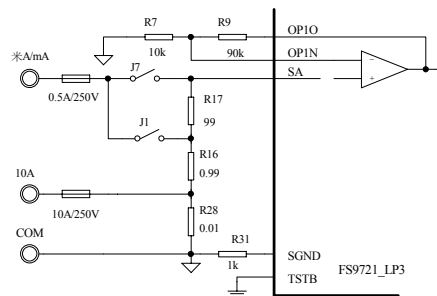 R7
R9
OP1O
10k
90k
OP1N
米A/mA
J7
SA
0.5A/250V
R17
99
J1
R16
0.99
10A
10A/250V
R28
0.01
COM
R31
1k
SGND
TSTB
FS9721_LP3
−
+